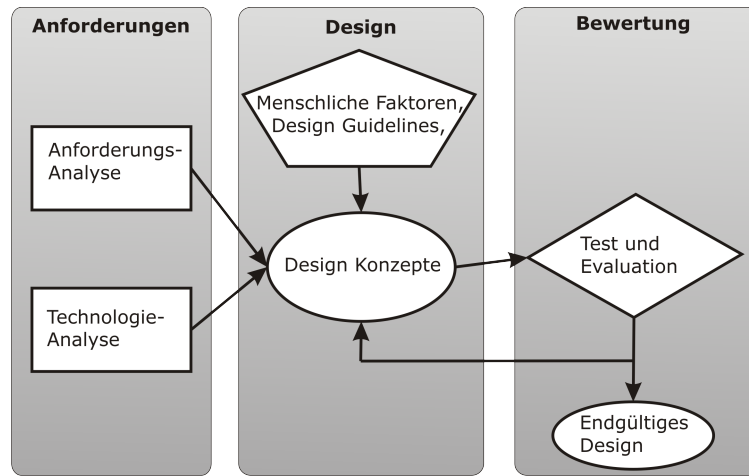 Anforderungen
Anforderungs-
Analyse
Technologie-
Analyse
Design
Menschliche Faktoren,
Design Guidelines,
Design Konzepte
Bewertung
Test und
Evaluation
Endgültiges
Design